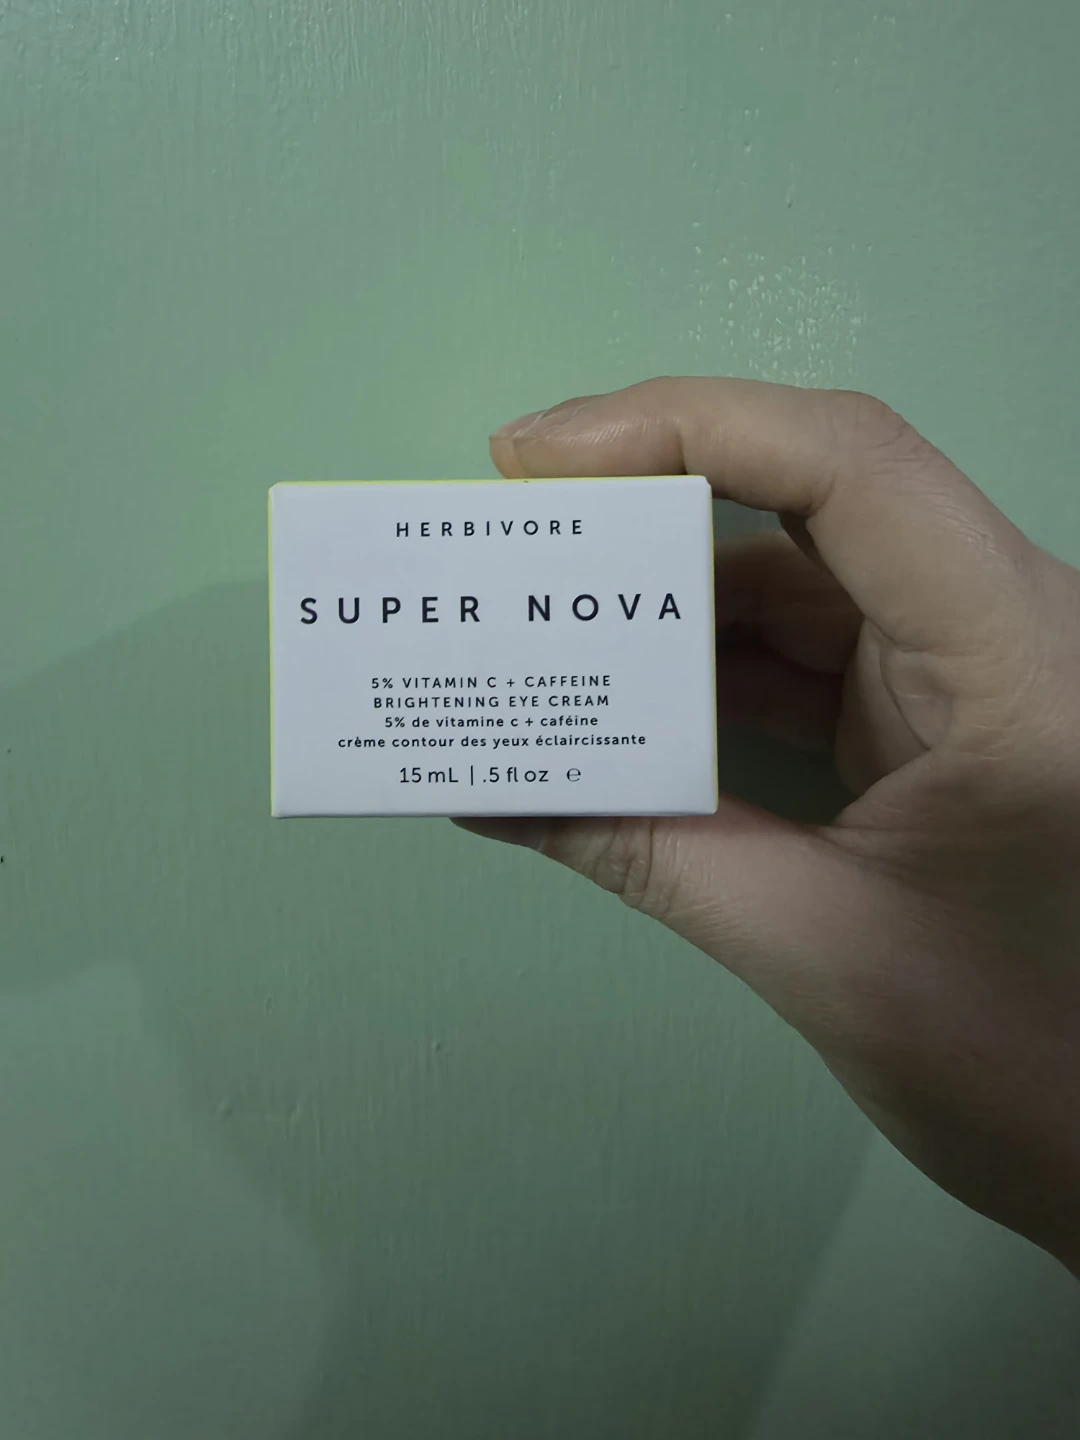 HERBIVORE
SUPER NOVA
5% VITAMIN C + CAFFEINE
BRIGHTENING EYE CREAM
5% de vitamine c + caféine
crème contour des yeux éclaircissante
15 mL | .5 fl oz ℮